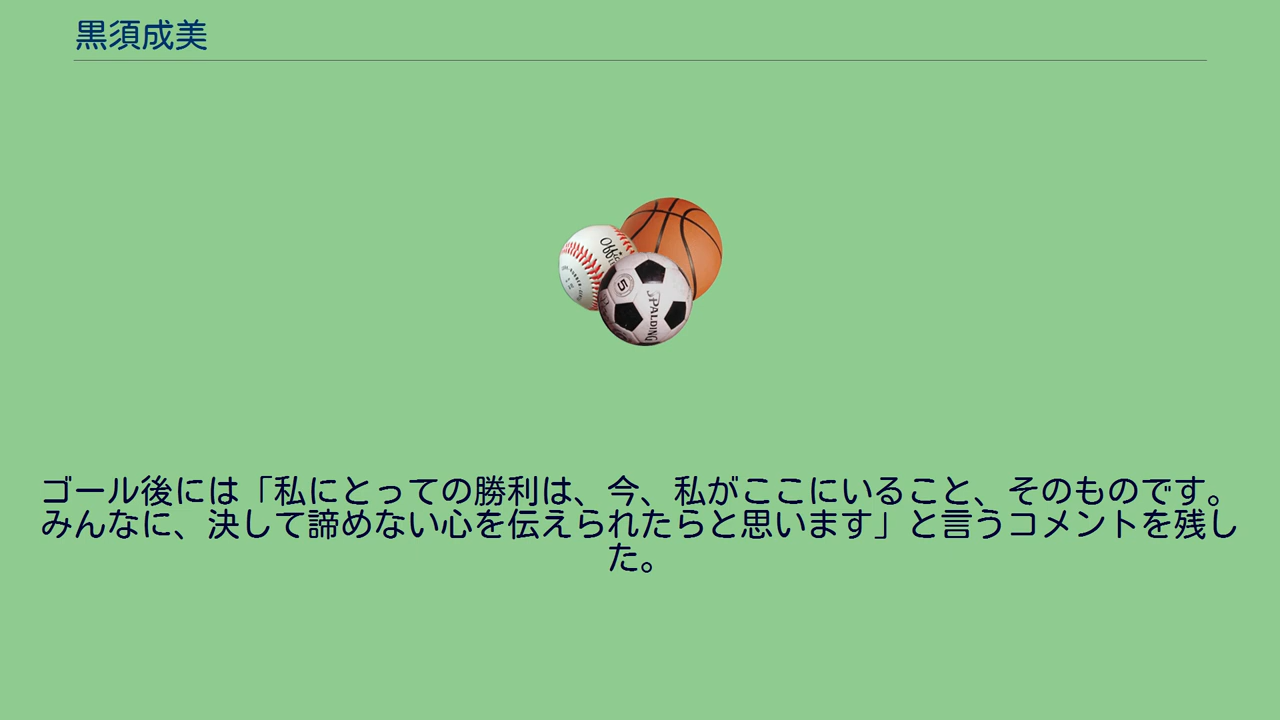 黒須成美
Offi
5
SPALDING
ゴール後には「私にとっての勝利は、今、私がここにいること、そのものです。
みんなに、決して諦めない心を伝えられたらと思います」と言うコメントを残し
た。